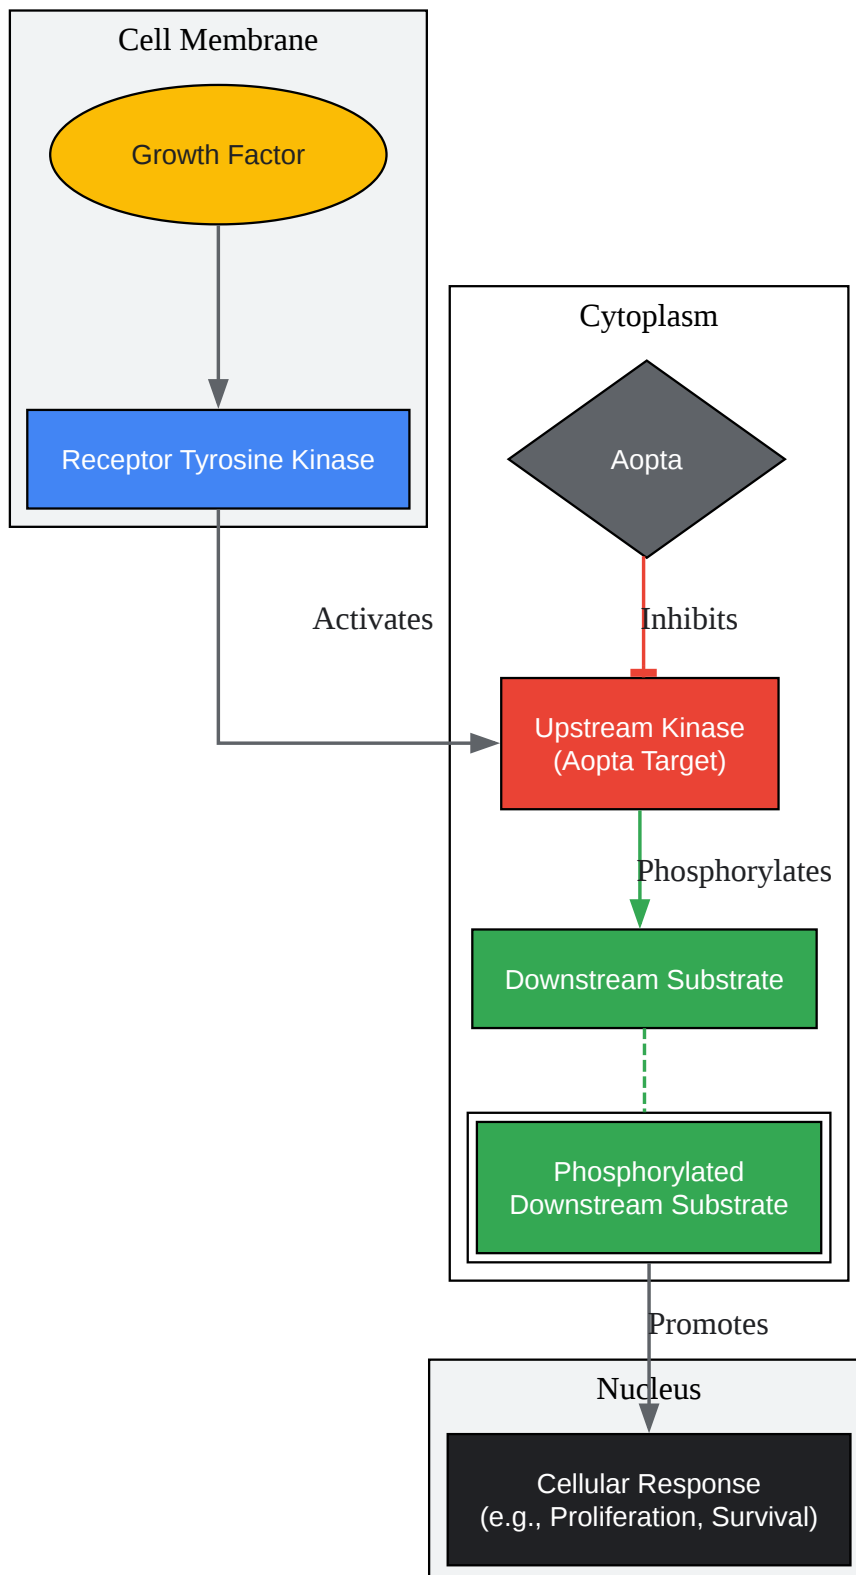 Cell Membrane
Growth Factor
Receptor Tyrosine Kinase
Activates
Cytoplasm
Aopta
Inhibits
Upstream Kinase
(Aopta Target)
Phosphorylates
Downstream Substrate
Phosphorylated
Downstream Substrate
Promotes
Nucleus
Cellular Response
(e.g., Proliferation, Survival)